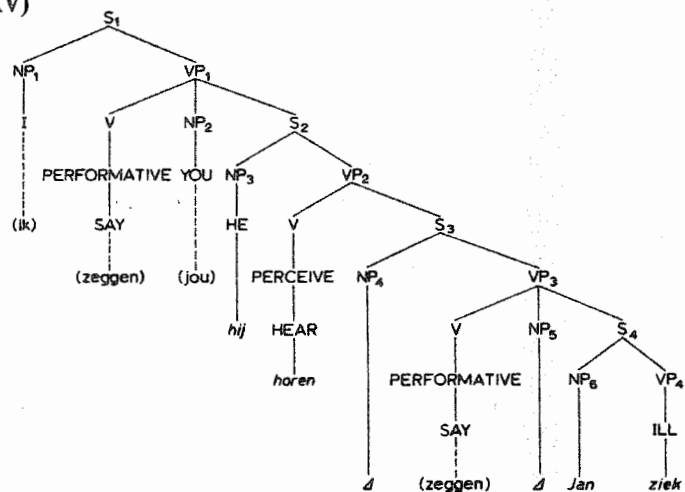 V)
S₁
NP₁ VP₁
I V NP₂ S₂
PERFORMATIVE YOU NP₃ VP₂
(ik) SAY HE V S₃
(zeggen) (jou) PERCEIVE NP₄ VP₃
hij HEAR V NP₅ S₄
horen PERFORMATIVE NP₆ VP₄
SAY ILL
Δ (zeggen) Δ Jan ziek